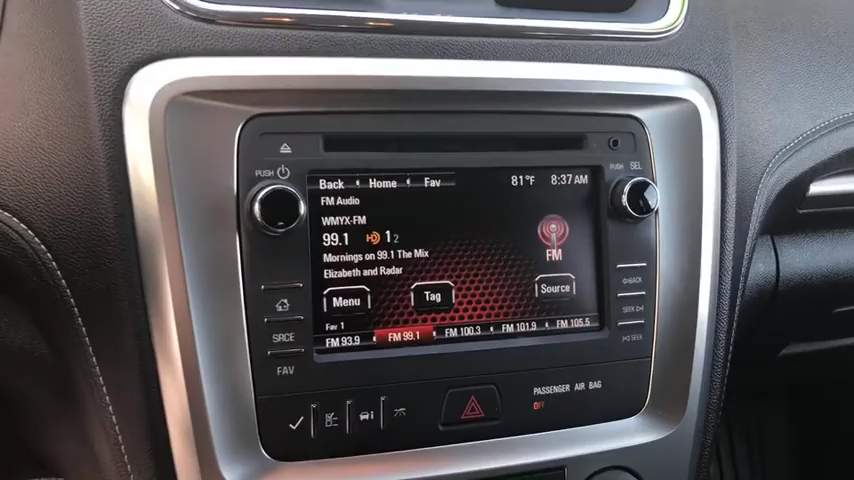 PUSH
PUSH SEL
Back Home Fav 81°F 8:37 AM
FM Audio
WMYX-FM
99.1 HD 1 2
Mornings on 99.1 The Mix
Elizabeth and Radar
FM
Menu Tag Source
Fav 1
FM 93.9 FM 99.1 FM 100.3 FM 101.9 FM 105.5
SRCE
FAV
BACK
SEEK
SEEK
PASSENGER AIR BAG
OFF